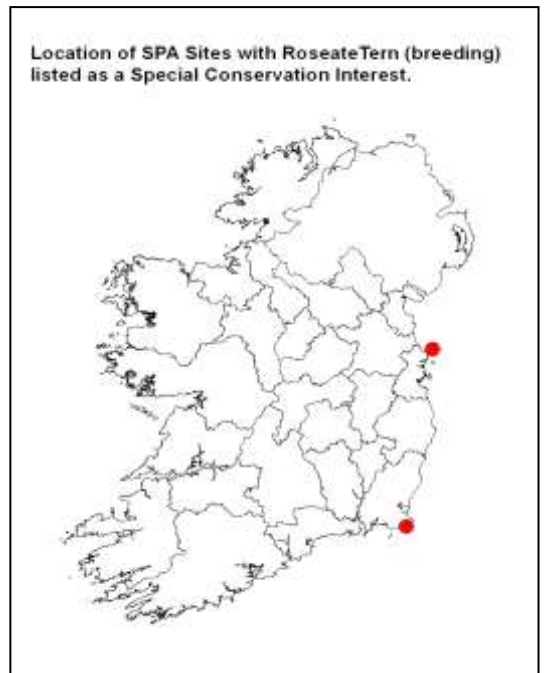 Location of SPA Sites with RoseateTern (breeding)
listed as a Special Conservation Interest.